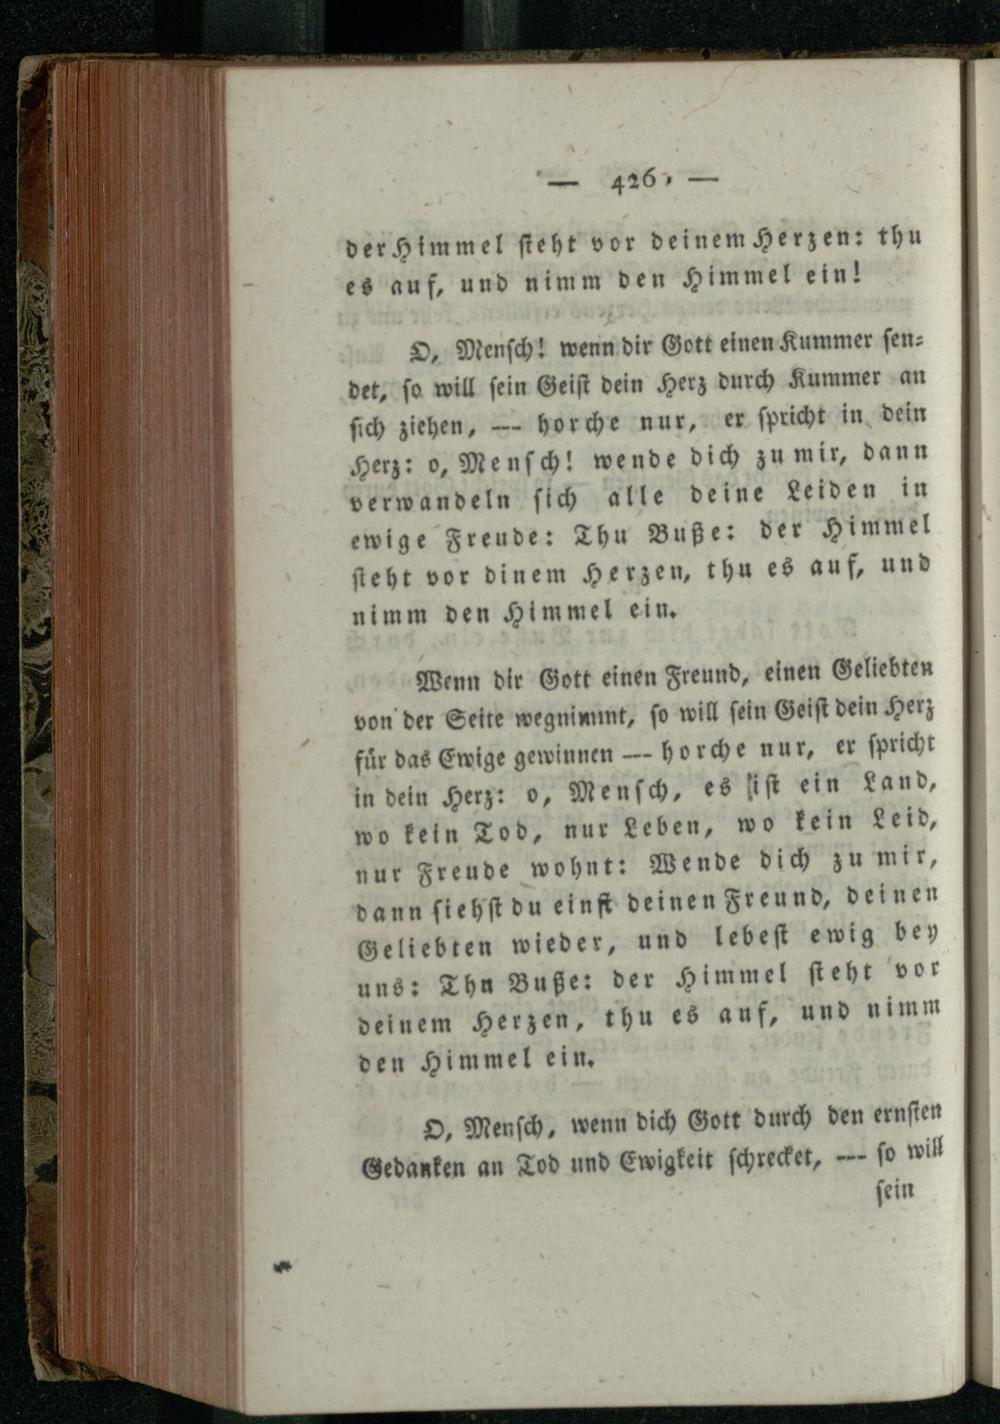 — 426. —
der Himmel steht vor deinem Herzen: thu
es auf, und nimm den Himmel ein!
O, Mensch! wenn dir Gott einen Kummer sen-
det, so will sein Geist dein Herz durch Kummer an
sich ziehen, — horche nur, er spricht in dein
Herz: o, Mensch! wende dich zu mir, dann
verwandeln sich alle deine Leiden in
ewige Freude: Thu Buße: der Himmel
steht vor dinem Herzen, thu es auf, und
nimm den Himmel ein.
Wenn dir Gott einen Freund, einen Geliebten
von der Seite wegnimmt, so will sein Geist dein Herz
für das Ewige gewinnen — horche nur, er spricht
in dein Herz: o, Mensch, es ist ein Land,
wo kein Tod, nur Leben, wo kein Leid,
nur Freude wohnt: Wende dich zu mir,
dann siehst du einst deinen Freund, deinen
Geliebten wieder, und lebest ewig bey
uns: Thu Buße: der Himmel steht vor
deinem Herzen, thu es auf, und nimm
den Himmel ein.
O, Mensch, wenn dich Gott durch den ernsten
Gedanken an Tod und Ewigkeit schrecket, — so will
sein